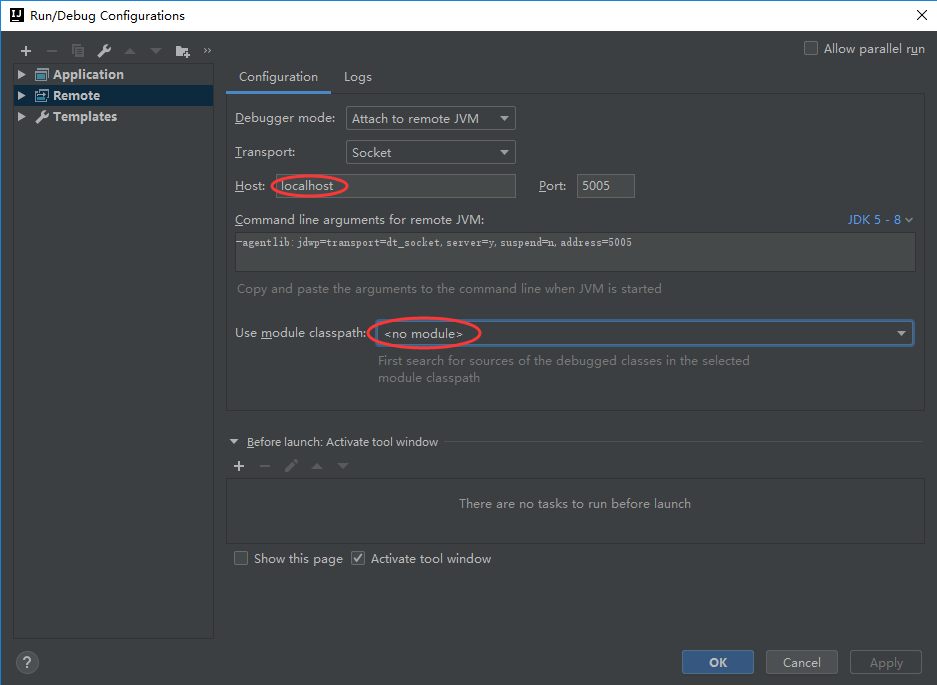 Run/Debug Configurations
Allow parallel run
Application
Remote
Templates
Configuration
Logs
Debugger mode:
Attach to remote JVM
Transport:
Socket
Host:
localhost
Port:
5005
Command line arguments for remote JVM:
JDK 5 - 8
-agentlib:jdwp=transport=dt_socket,server=y,suspend=n,address=5005
Copy and paste the arguments to the command line when JVM is started
Use module classpath:
<no module>
First search for sources of the debugged classes in the selected
module classpath
Before launch: Activate tool window
There are no tasks to run before launch
Show this page
Activate tool window
?
OK
Cancel
Apply